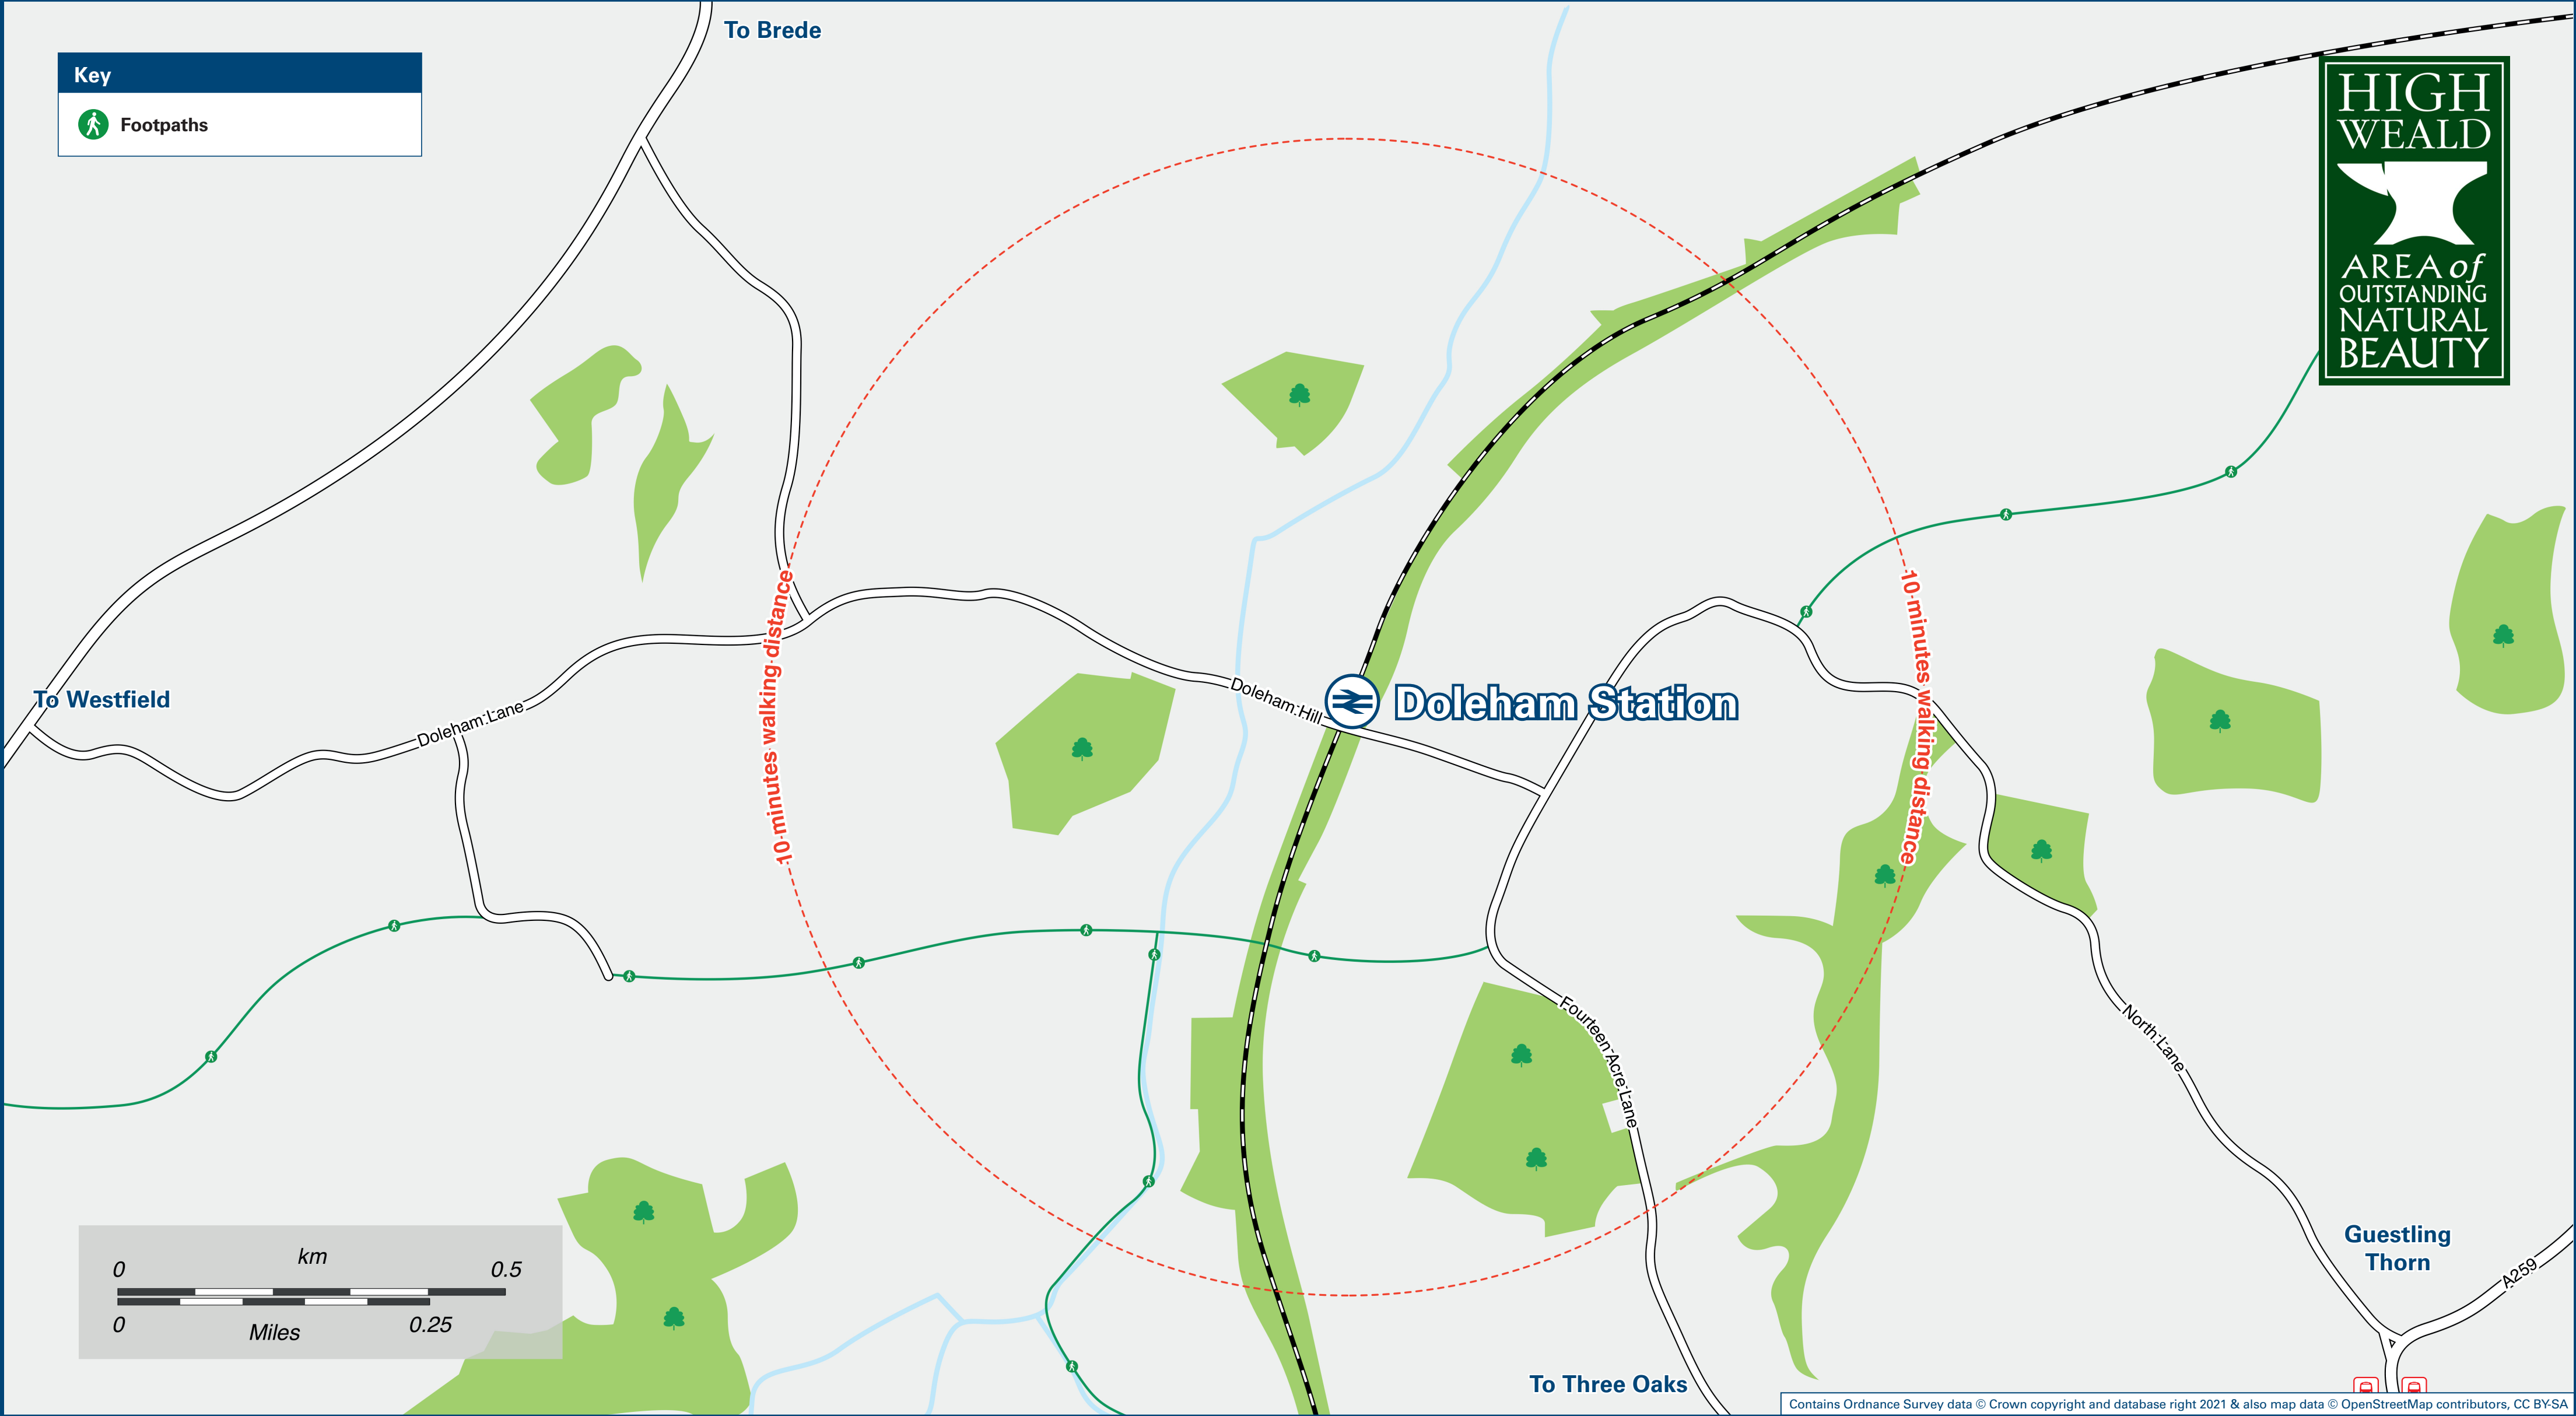 To Brede
Key
Footpaths
HIGH
WEALD
AREA of
OUTSTANDING
NATURAL
BEAUTY
10 minutes walking distance
10 minutes walking distance
To Westfield
Doleham Lane
Doleham Hill
Doleham Station
Fourteen Acre Lane
North Lane
Guestling
Thorn
A259
km
0 0.5
0 0.25
Miles
To Three Oaks
Contains Ordnance Survey data © Crown copyright and database right 2021 & also map data © OpenStreetMap contributors, CC BY-SA